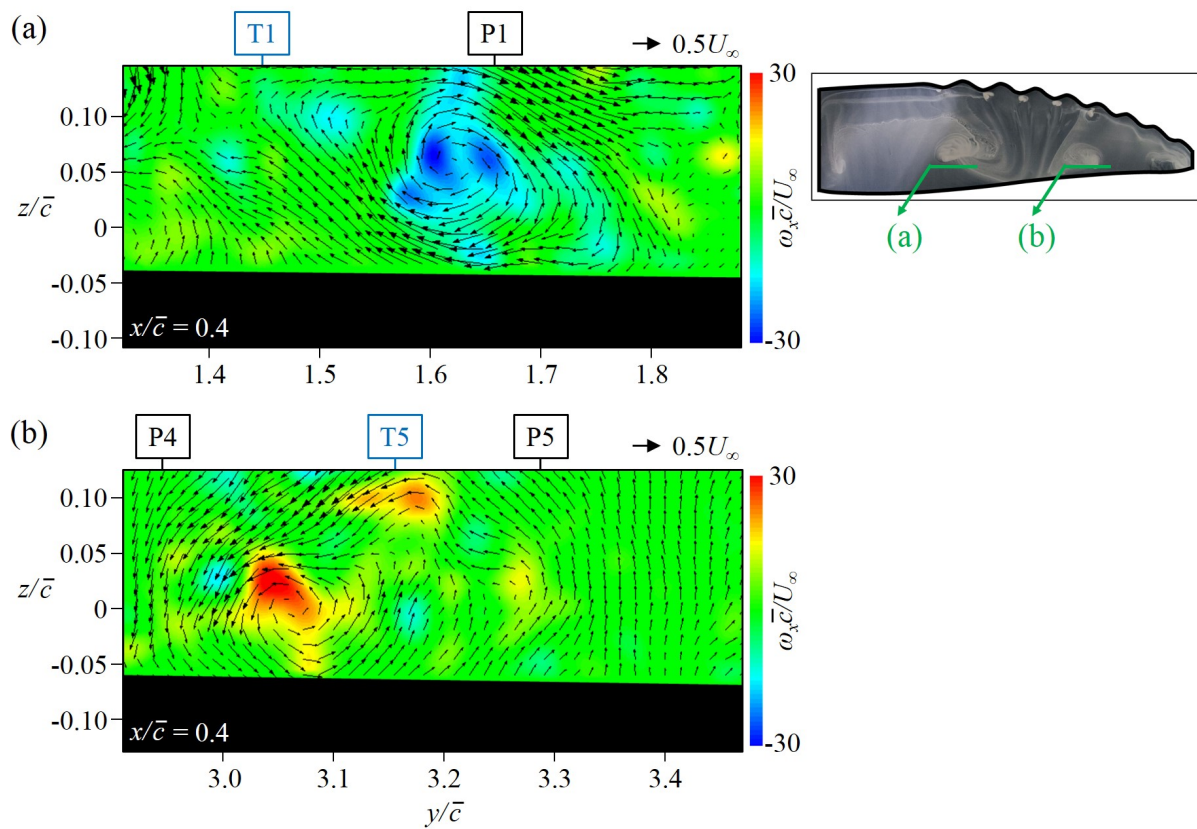 (a) T1 P1 → 0.5U∞
0.10
0.05
z/c̄
0
-0.05
-0.10
x/c̄ = 0.4
1.4 1.5 1.6 1.7 1.8
30
ωₓc̄/U∞
-30
(a) (b)
(b) P4 T5 P5 → 0.5U∞
0.10
0.05
z/c̄
0
-0.05
-0.10
x/c̄ = 0.4
3.0 3.1 3.2 3.3 3.4
y/c̄
30
ωₓc̄/U∞
-30